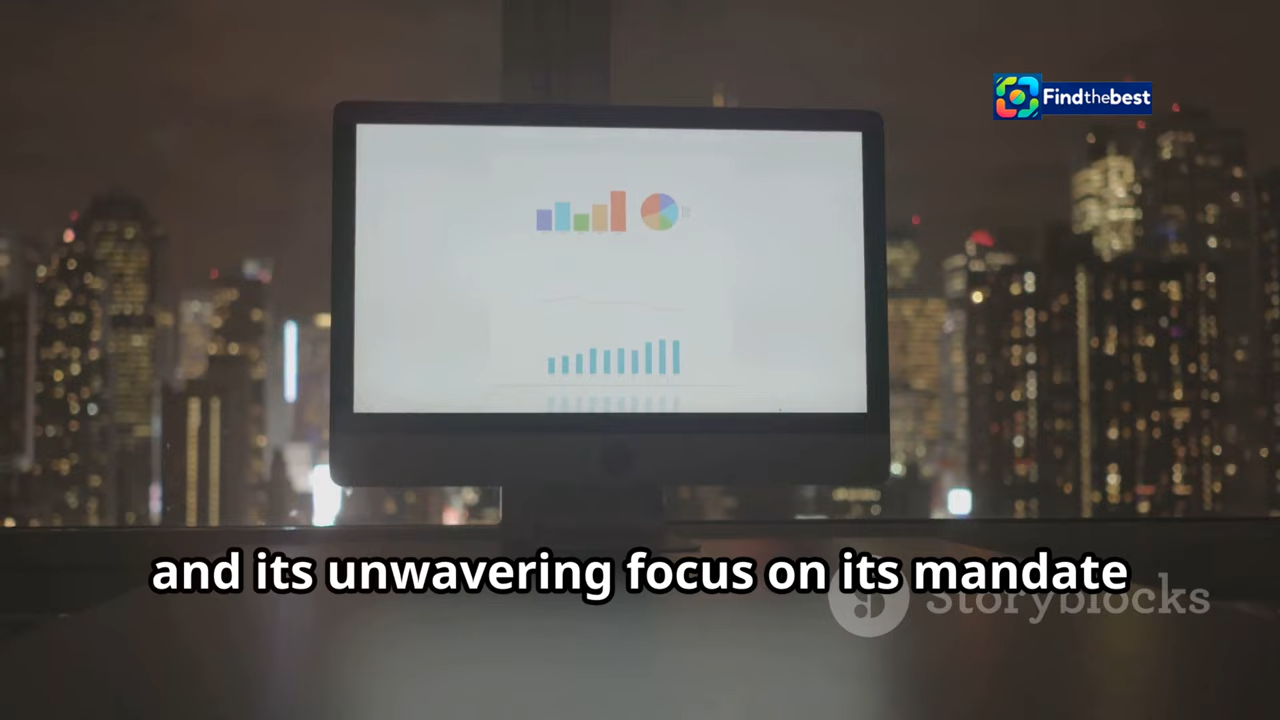 Findthebest
and its unwavering focus on its mandate
Storyblocks